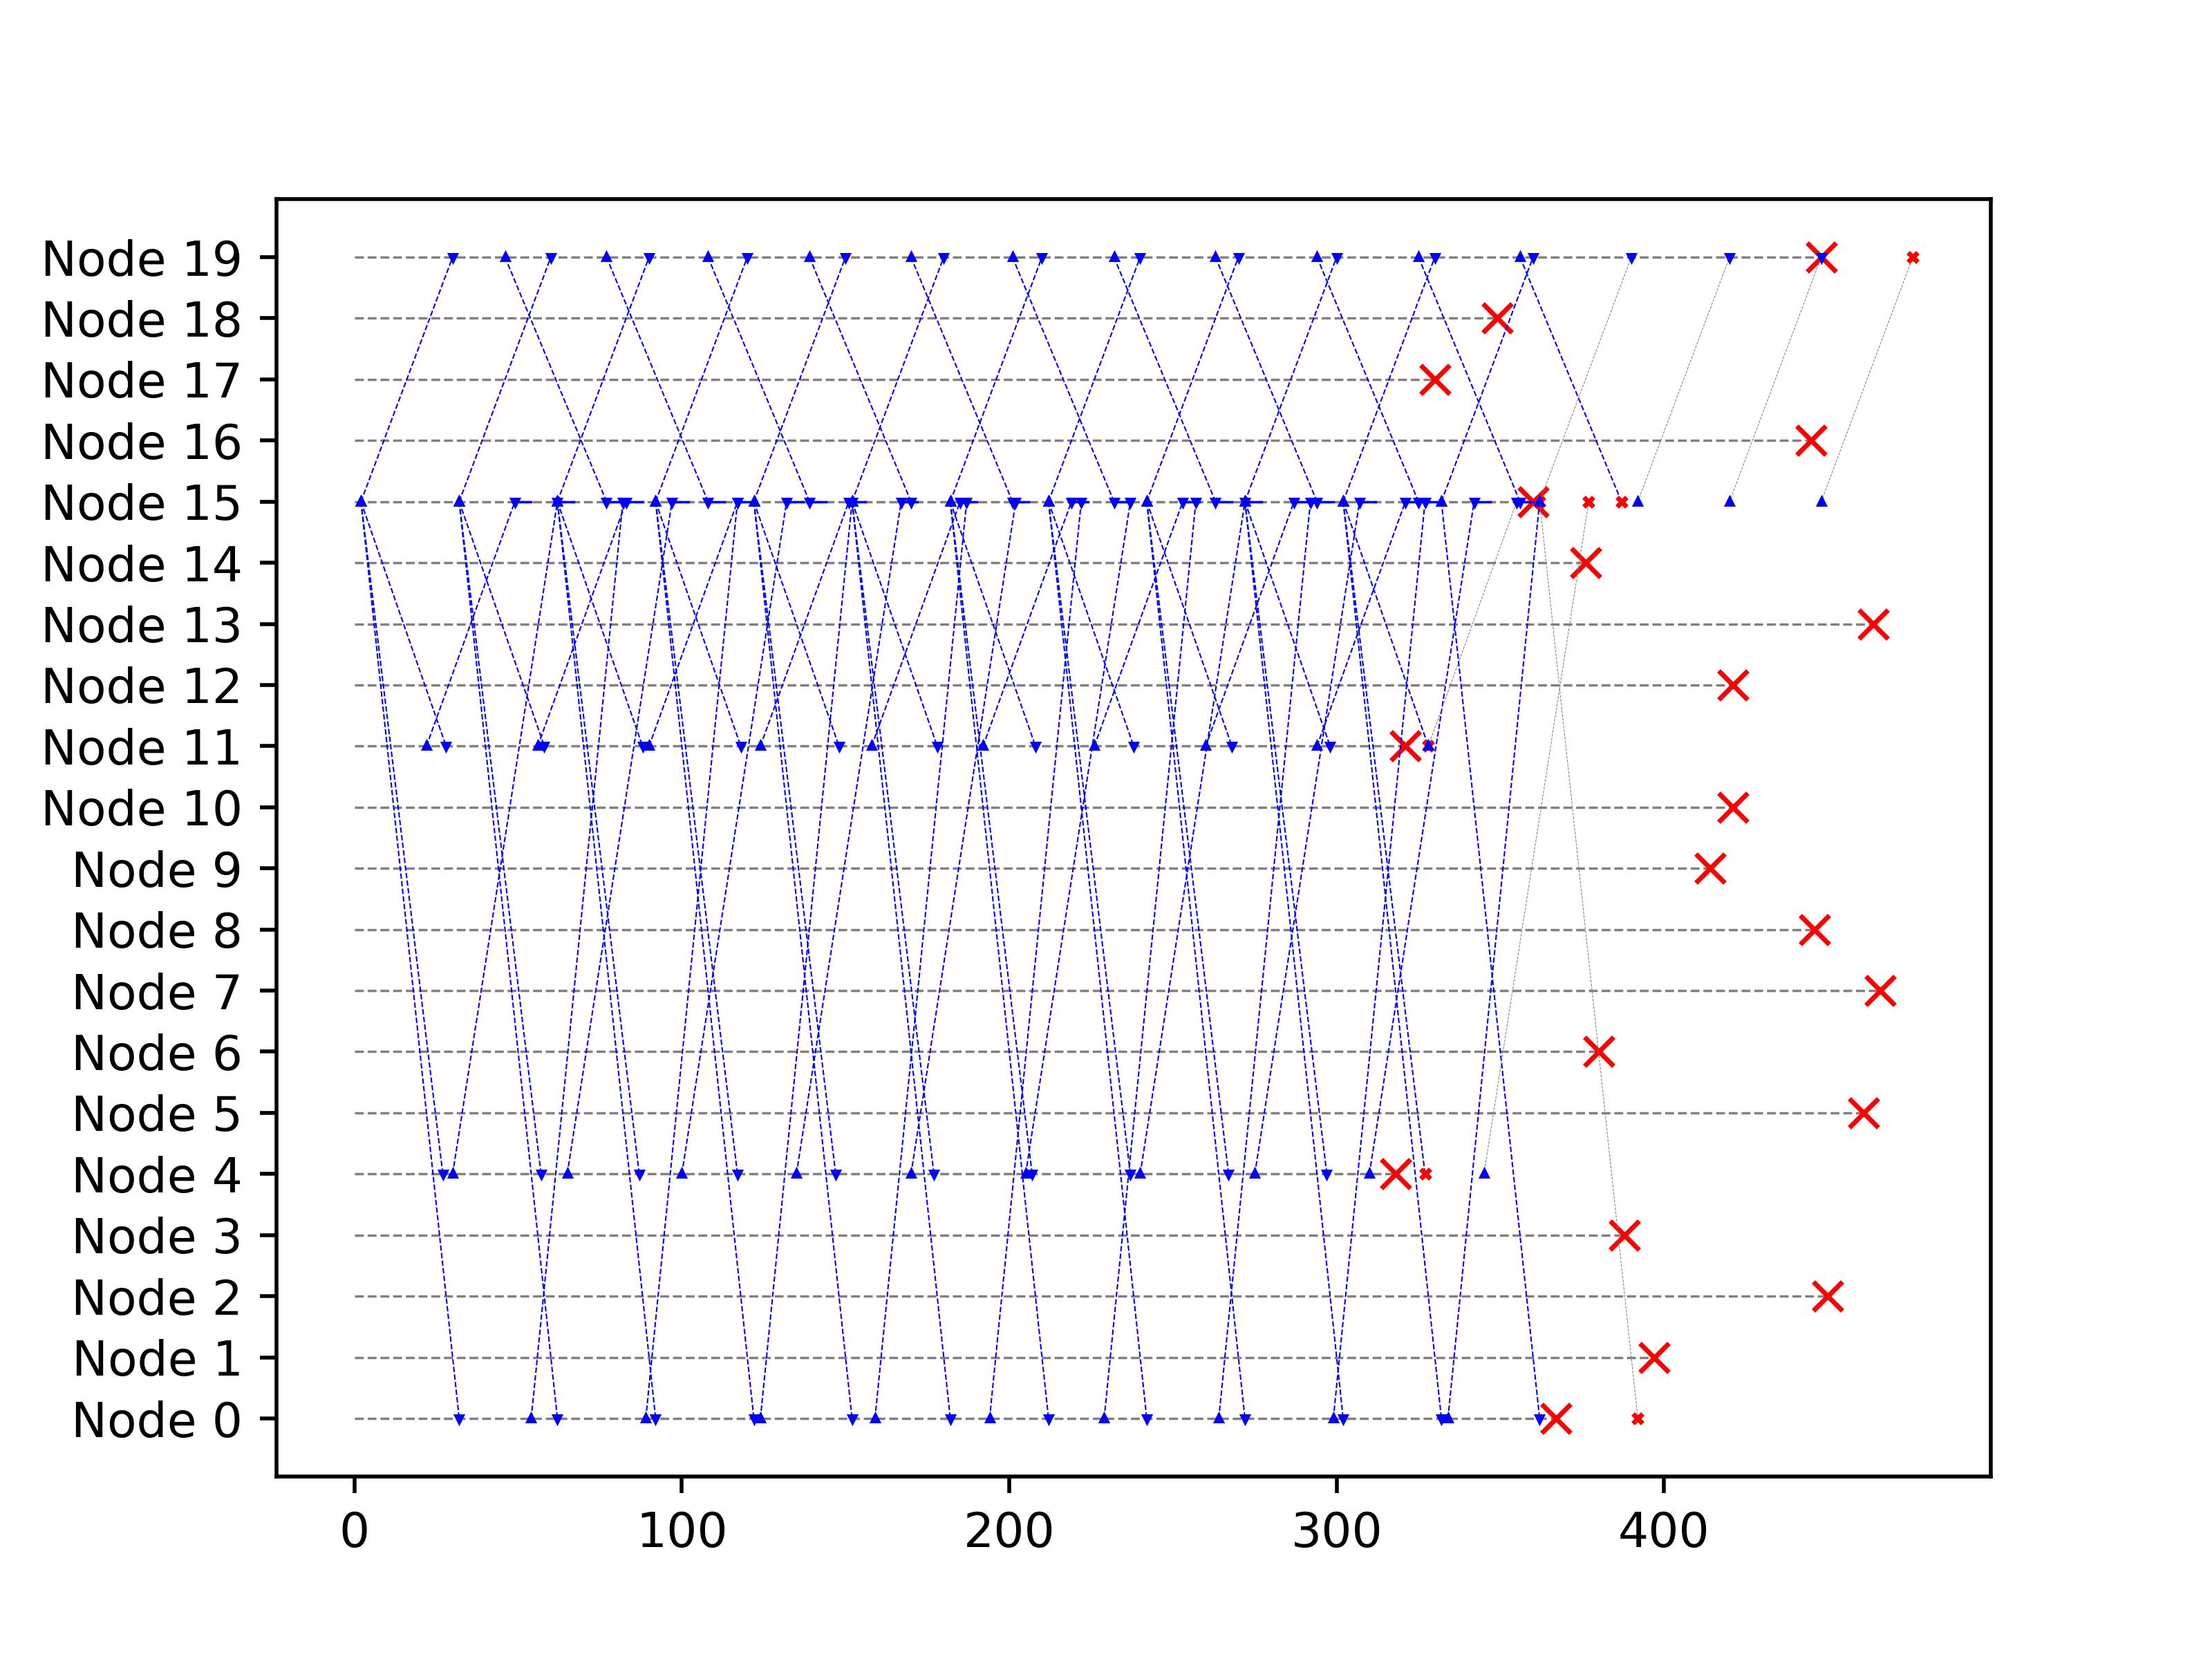 Node 19
Node 18
Node 17
Node 16
Node 15
Node 14
Node 13
Node 12
Node 11
Node 10
Node 9
Node 8
Node 7
Node 6
Node 5
Node 4
Node 3
Node 2
Node 1
Node 0
0 100 200 300 400